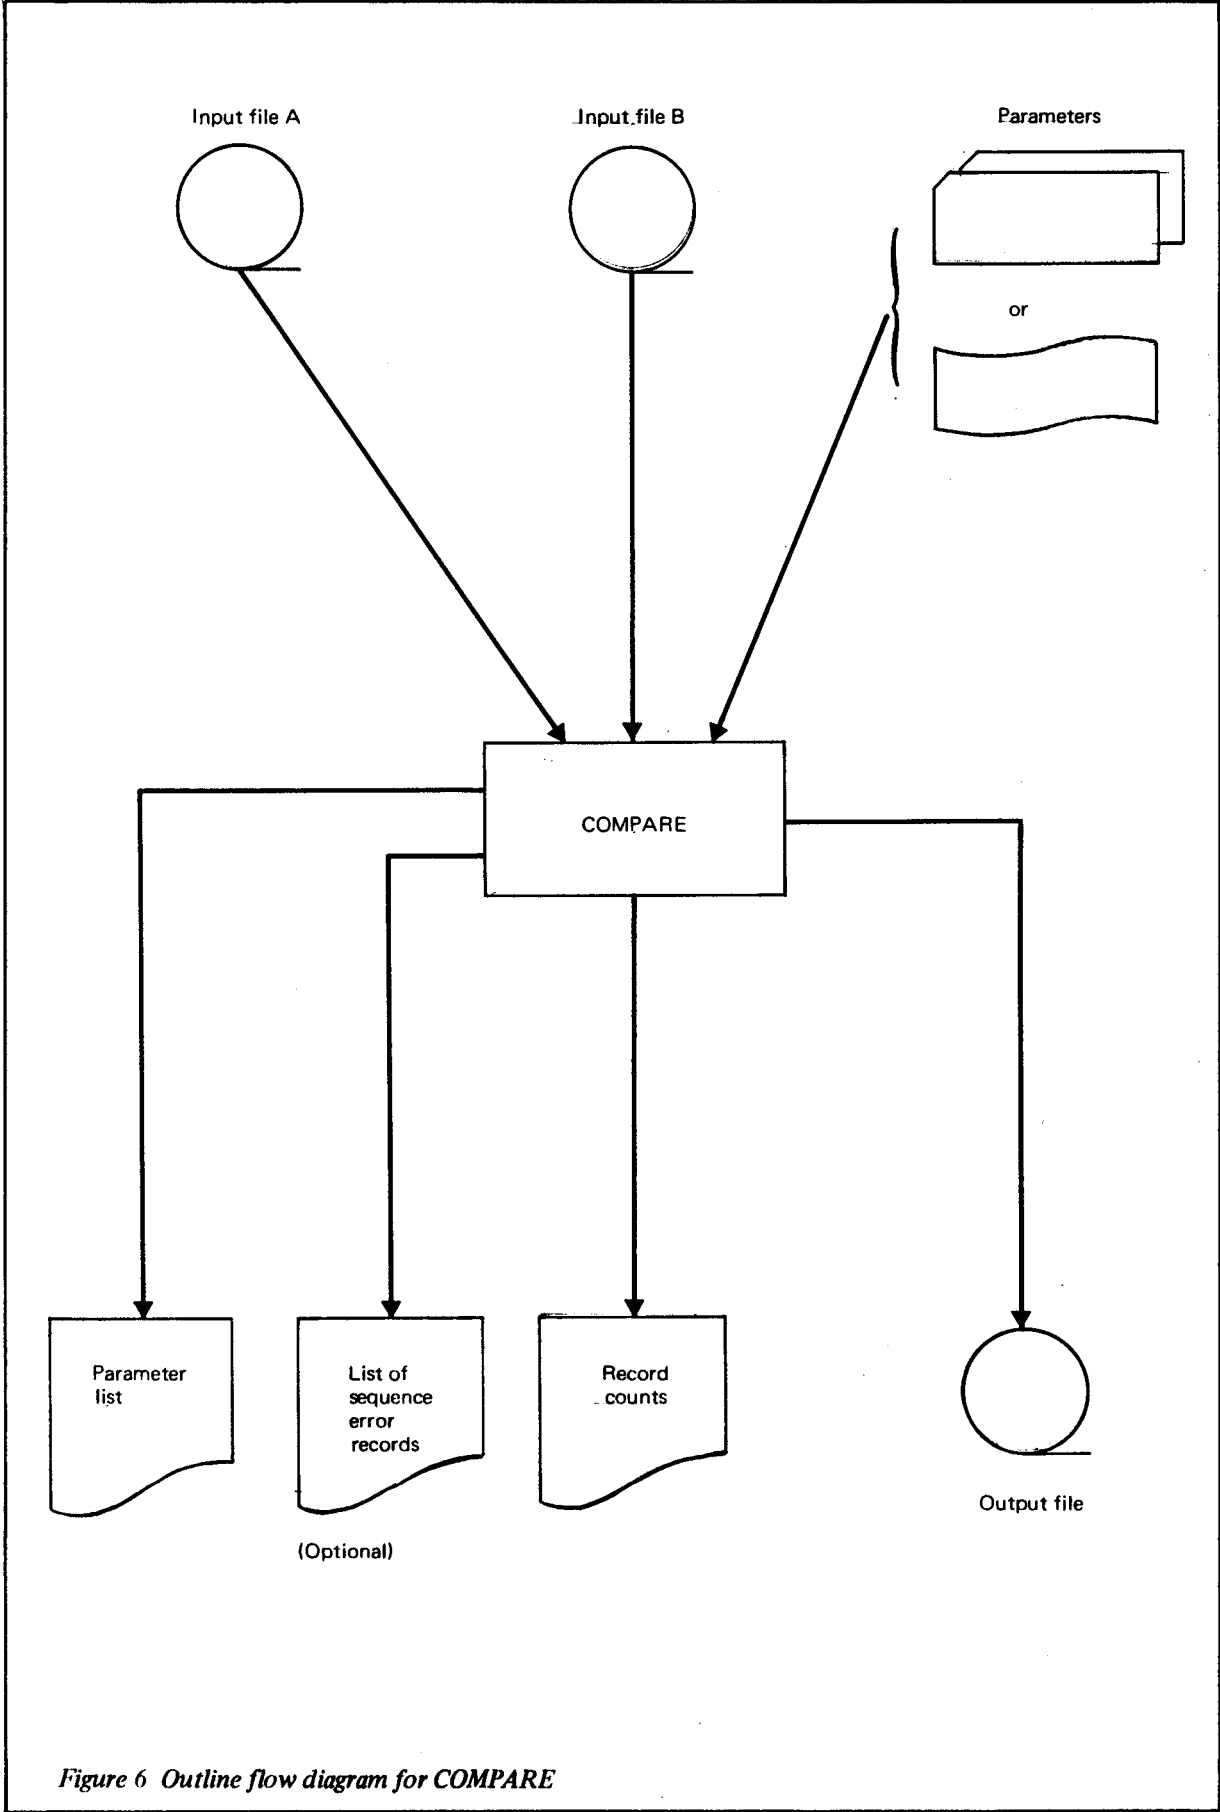 Input file A
Input file B
Parameters
or
COMPARE
Parameter
list
List of
sequence
error
records
Record
counts
Output file
(Optional)
Figure 6 Outline flow diagram for COMPARE